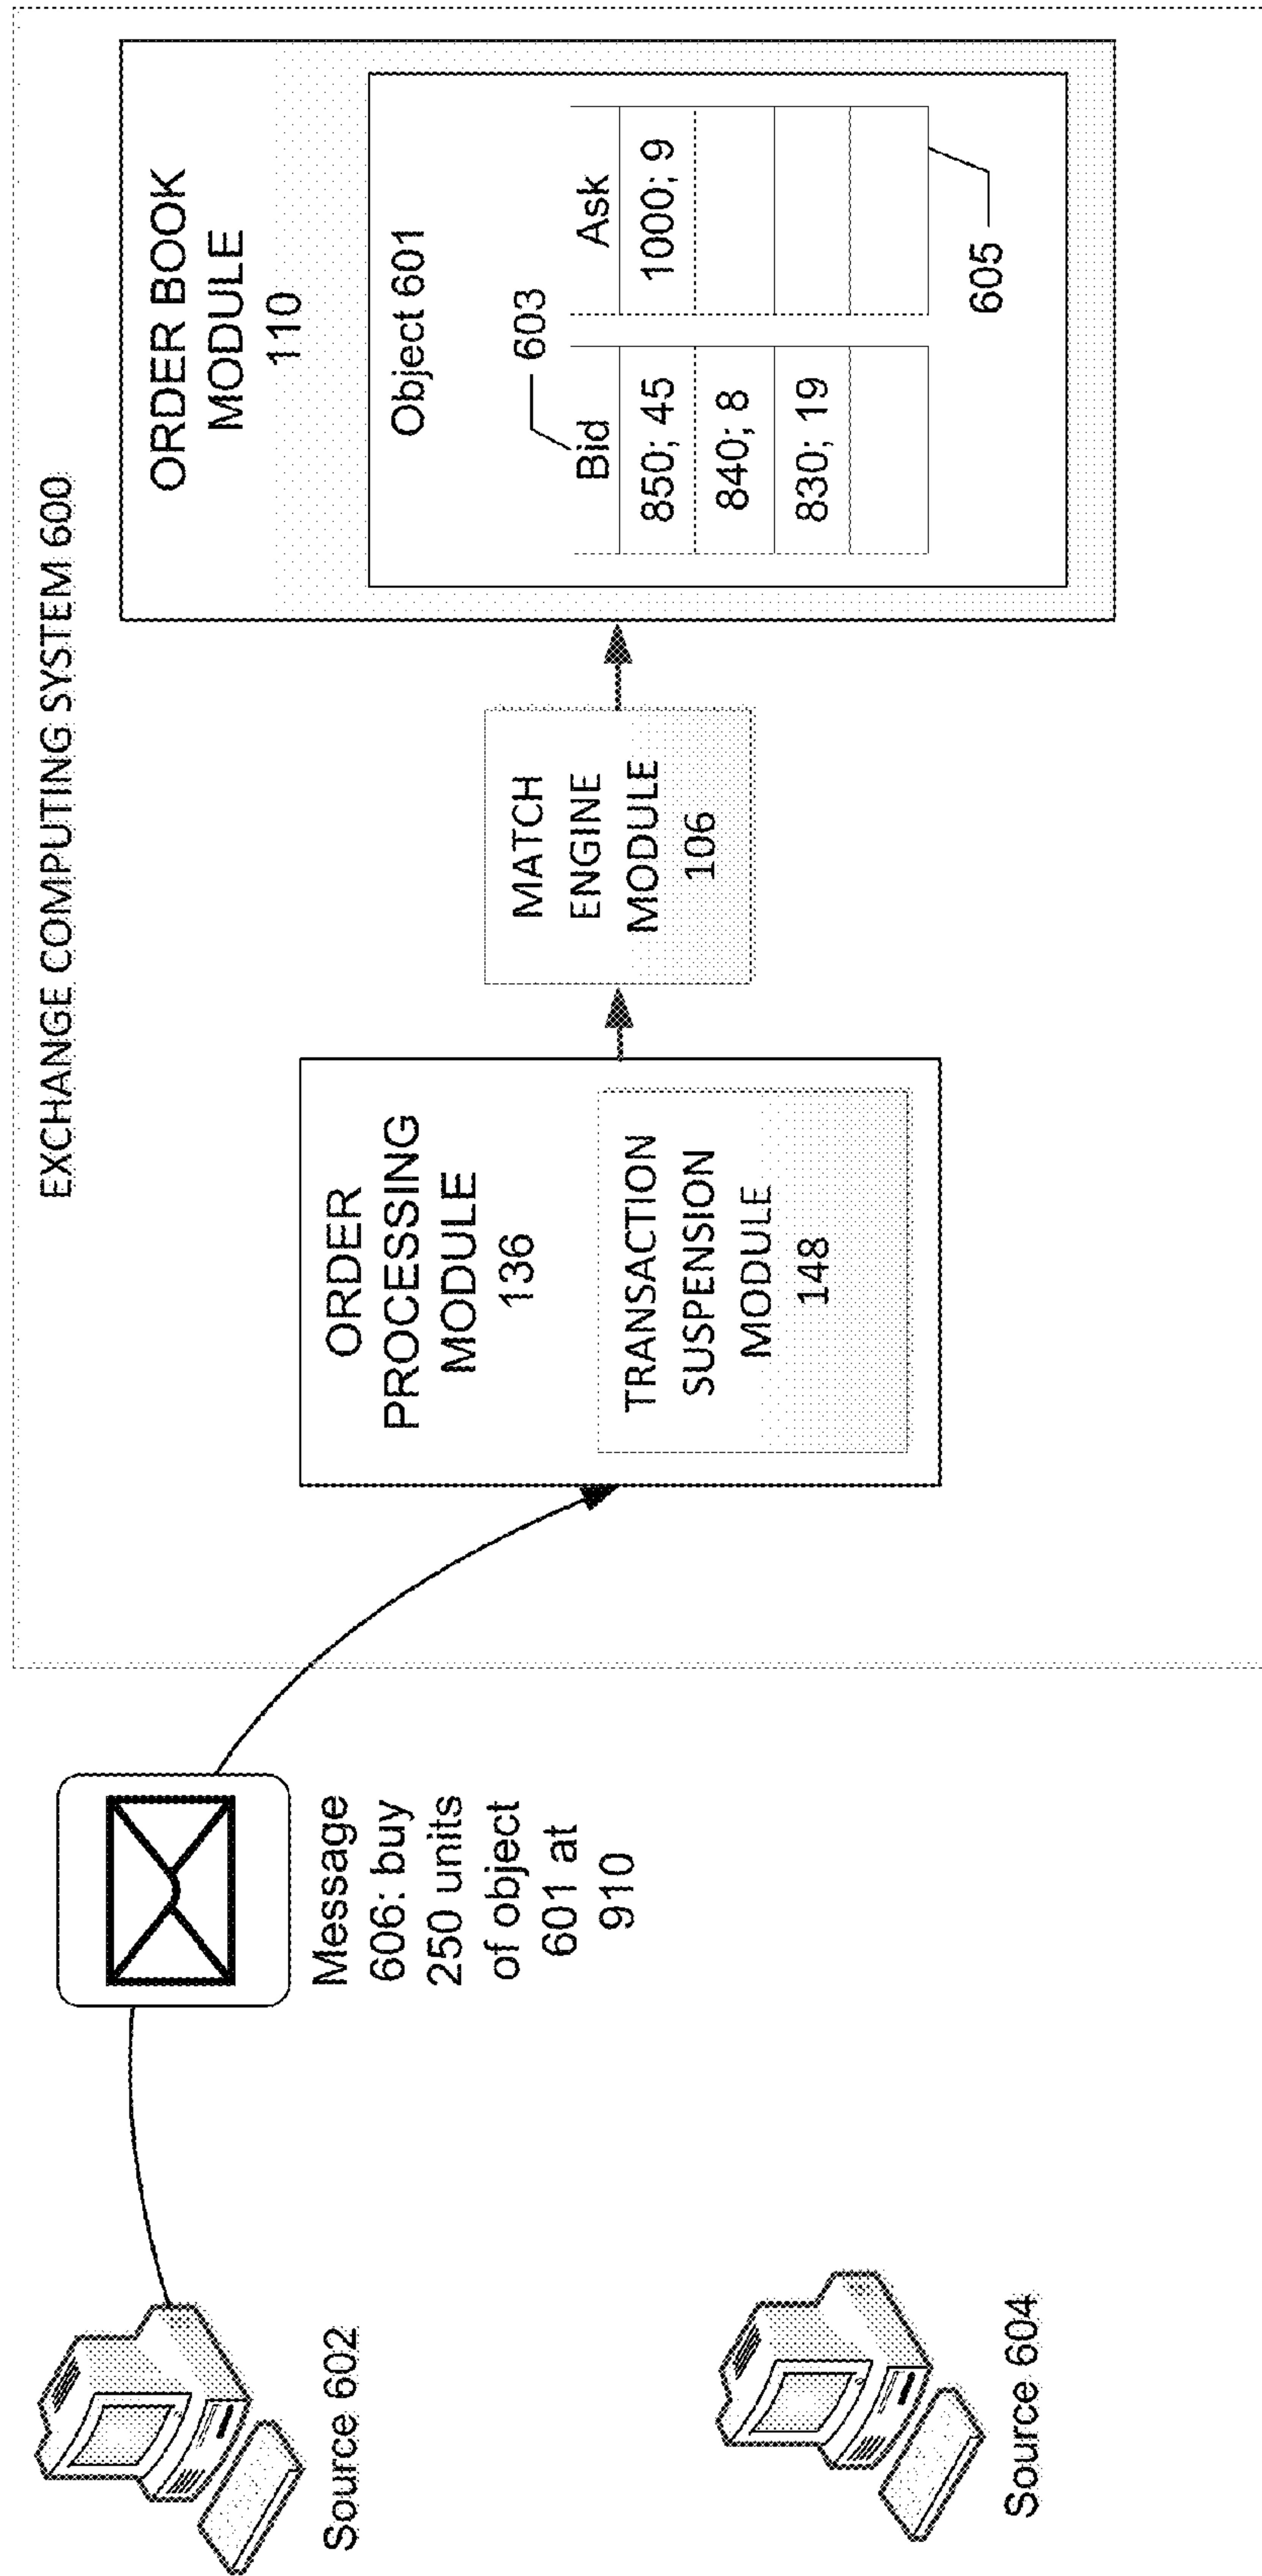 EXCHANGE COMPUTING SYSTEM 600
Source 602
Message
606: buy
250 units
of object
601 at
910
Source 604
ORDER
PROCESSING
MODULE
136
TRANSACTION
SUSPENSION
MODULE
148
MATCH
ENGINE
MODULE
106
ORDER BOOK
MODULE
110
Object 601
603
Bid
Ask
850; 45
1000; 9
840; 8
830; 19
605